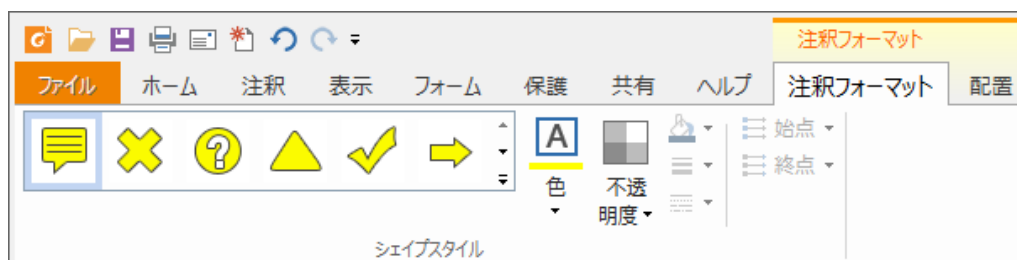 注釈フォーマット
ファイル ホーム 注釈 表示 フォーム 保護 共有 ヘルプ 注釈フォーマット 配置
A
色
不透
明度
始点
終点
シェイプスタイル